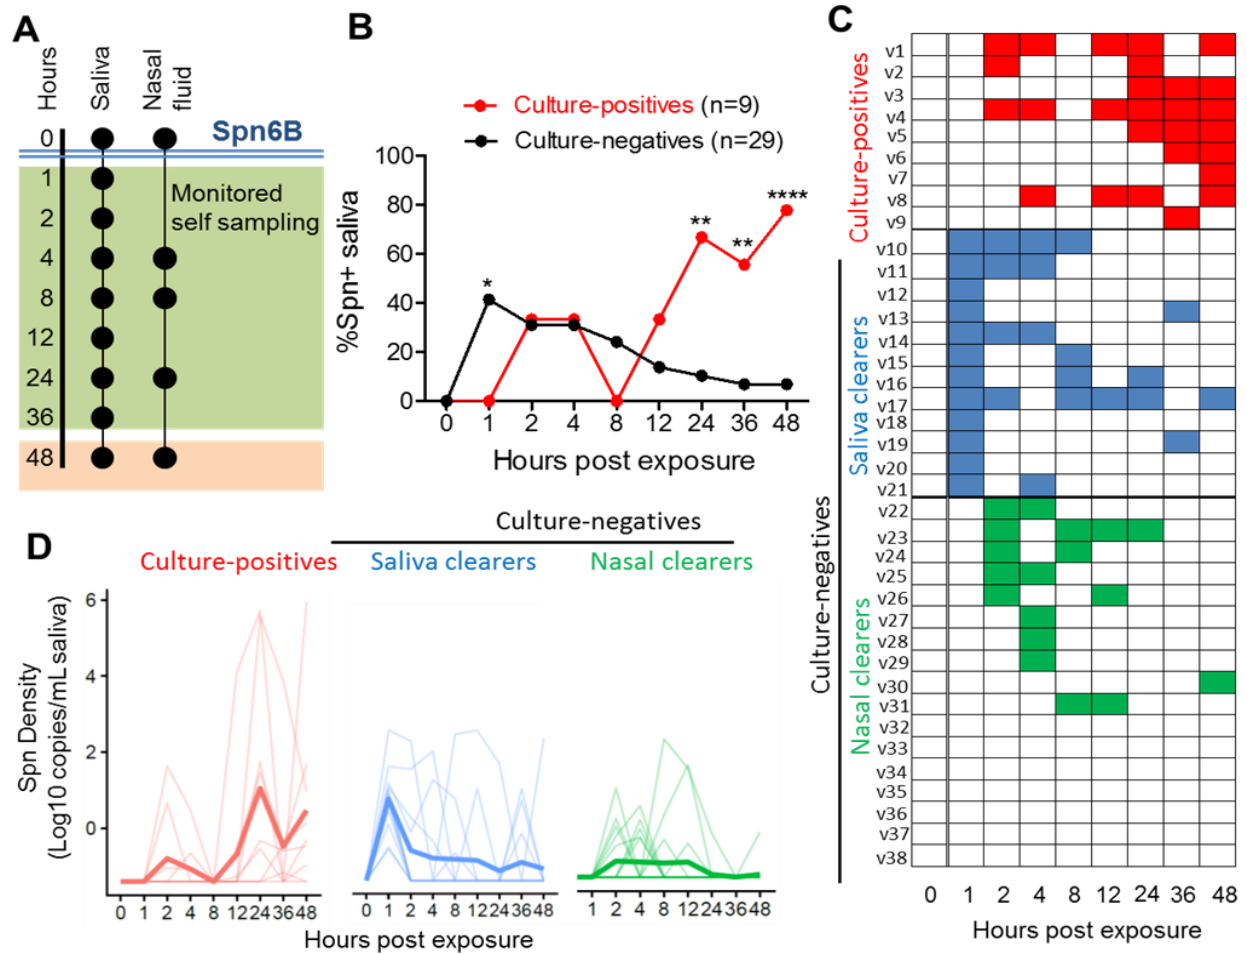 A
Hours
Saliva
Nasal
fluid
0
Spn6B
1
Monitored
self sampling
2
4
8
12
24
36
48
B
Culture-positives (n=9)
Culture-negatives (n=29)
%Spn+ saliva
100
80
60
40
20
0
*
**
**
****
0 1 2 4 8 12 24 36 48
Hours post exposure
C
Culture-positives
Saliva clearers
Nasal clearers
Culture-negatives
v1
v2
v3
v4
v5
v6
v7
v8
v9
v10
v11
v12
v13
v14
v15
v16
v17
v18
v19
v20
v21
v22
v23
v24
v25
v26
v27
v28
v29
v30
v31
v32
v33
v34
v35
v36
v37
v38
0 1 2 4 8 12 24 36 48
Hours post exposure
D
Culture-negatives
Culture-positives
Saliva clearers
Nasal clearers
Spn Density
(Log10 copies/mL saliva)
6
4
2
0
0 1 2 4 8 12 24 36 48
0 1 2 4 8 12 24 36 48
1 2 4 8 12 24 36 48
Hours post exposure